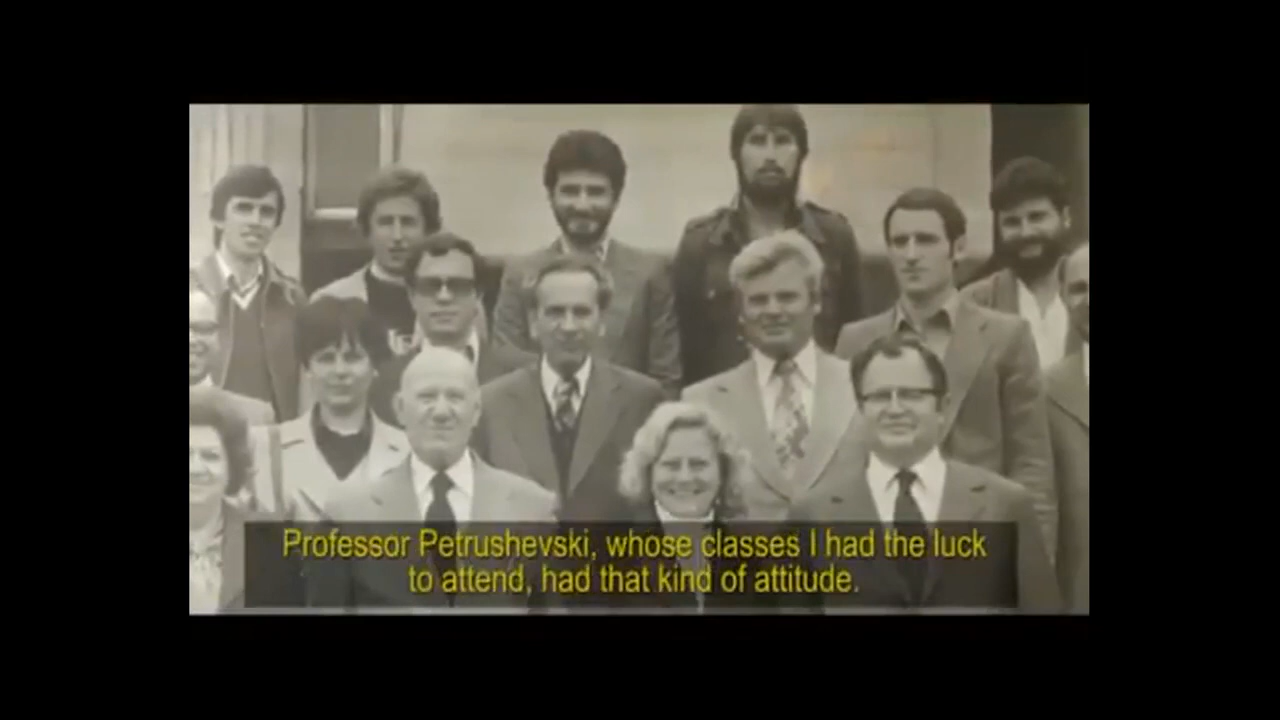 Professor Petrushevski, whose classes I had the luck
to attend, had that kind of attitude.